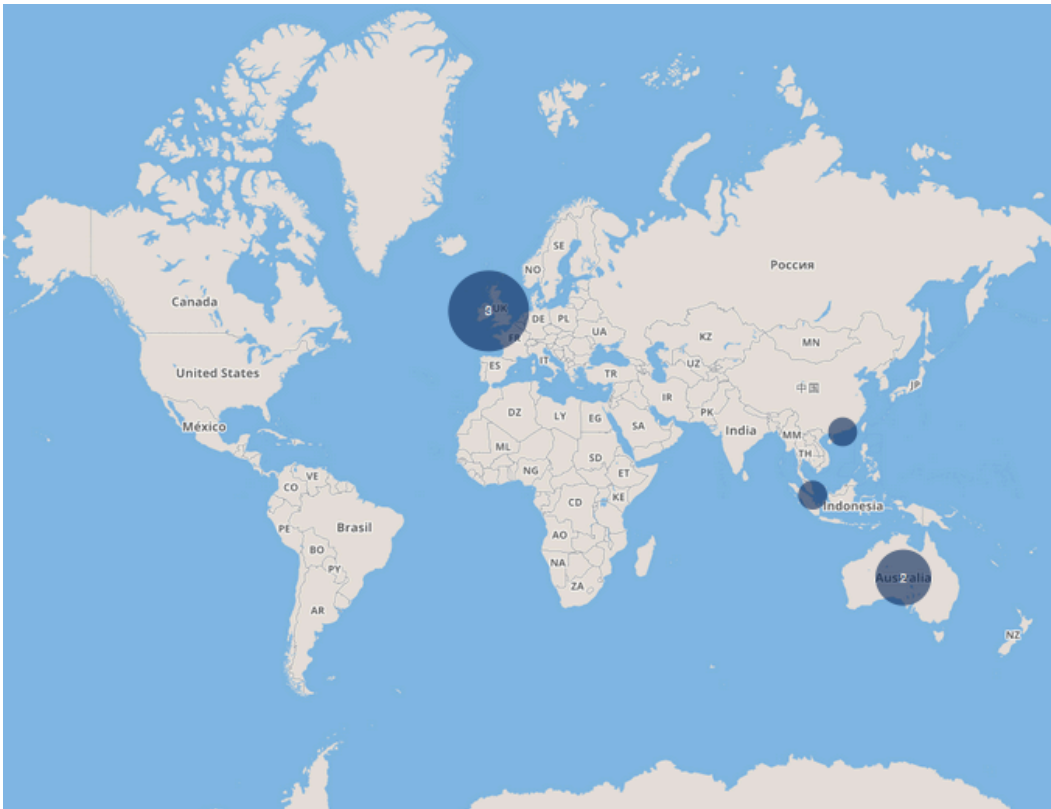 SE
NO
Россия
Canada
3
UK
DE
PL
UA
KZ
MN
FR
IT
ES
TR
UZ
United States
中国
JP
IR
PK
DZ
LY
EG
SA
India
MM
México
TH
ML
SD
NG
ET
VE
CO
CD
KE
Indonesia
PE
Brasil
AO
BO
NA
PY
ZA
Australia
2
AR
NZ